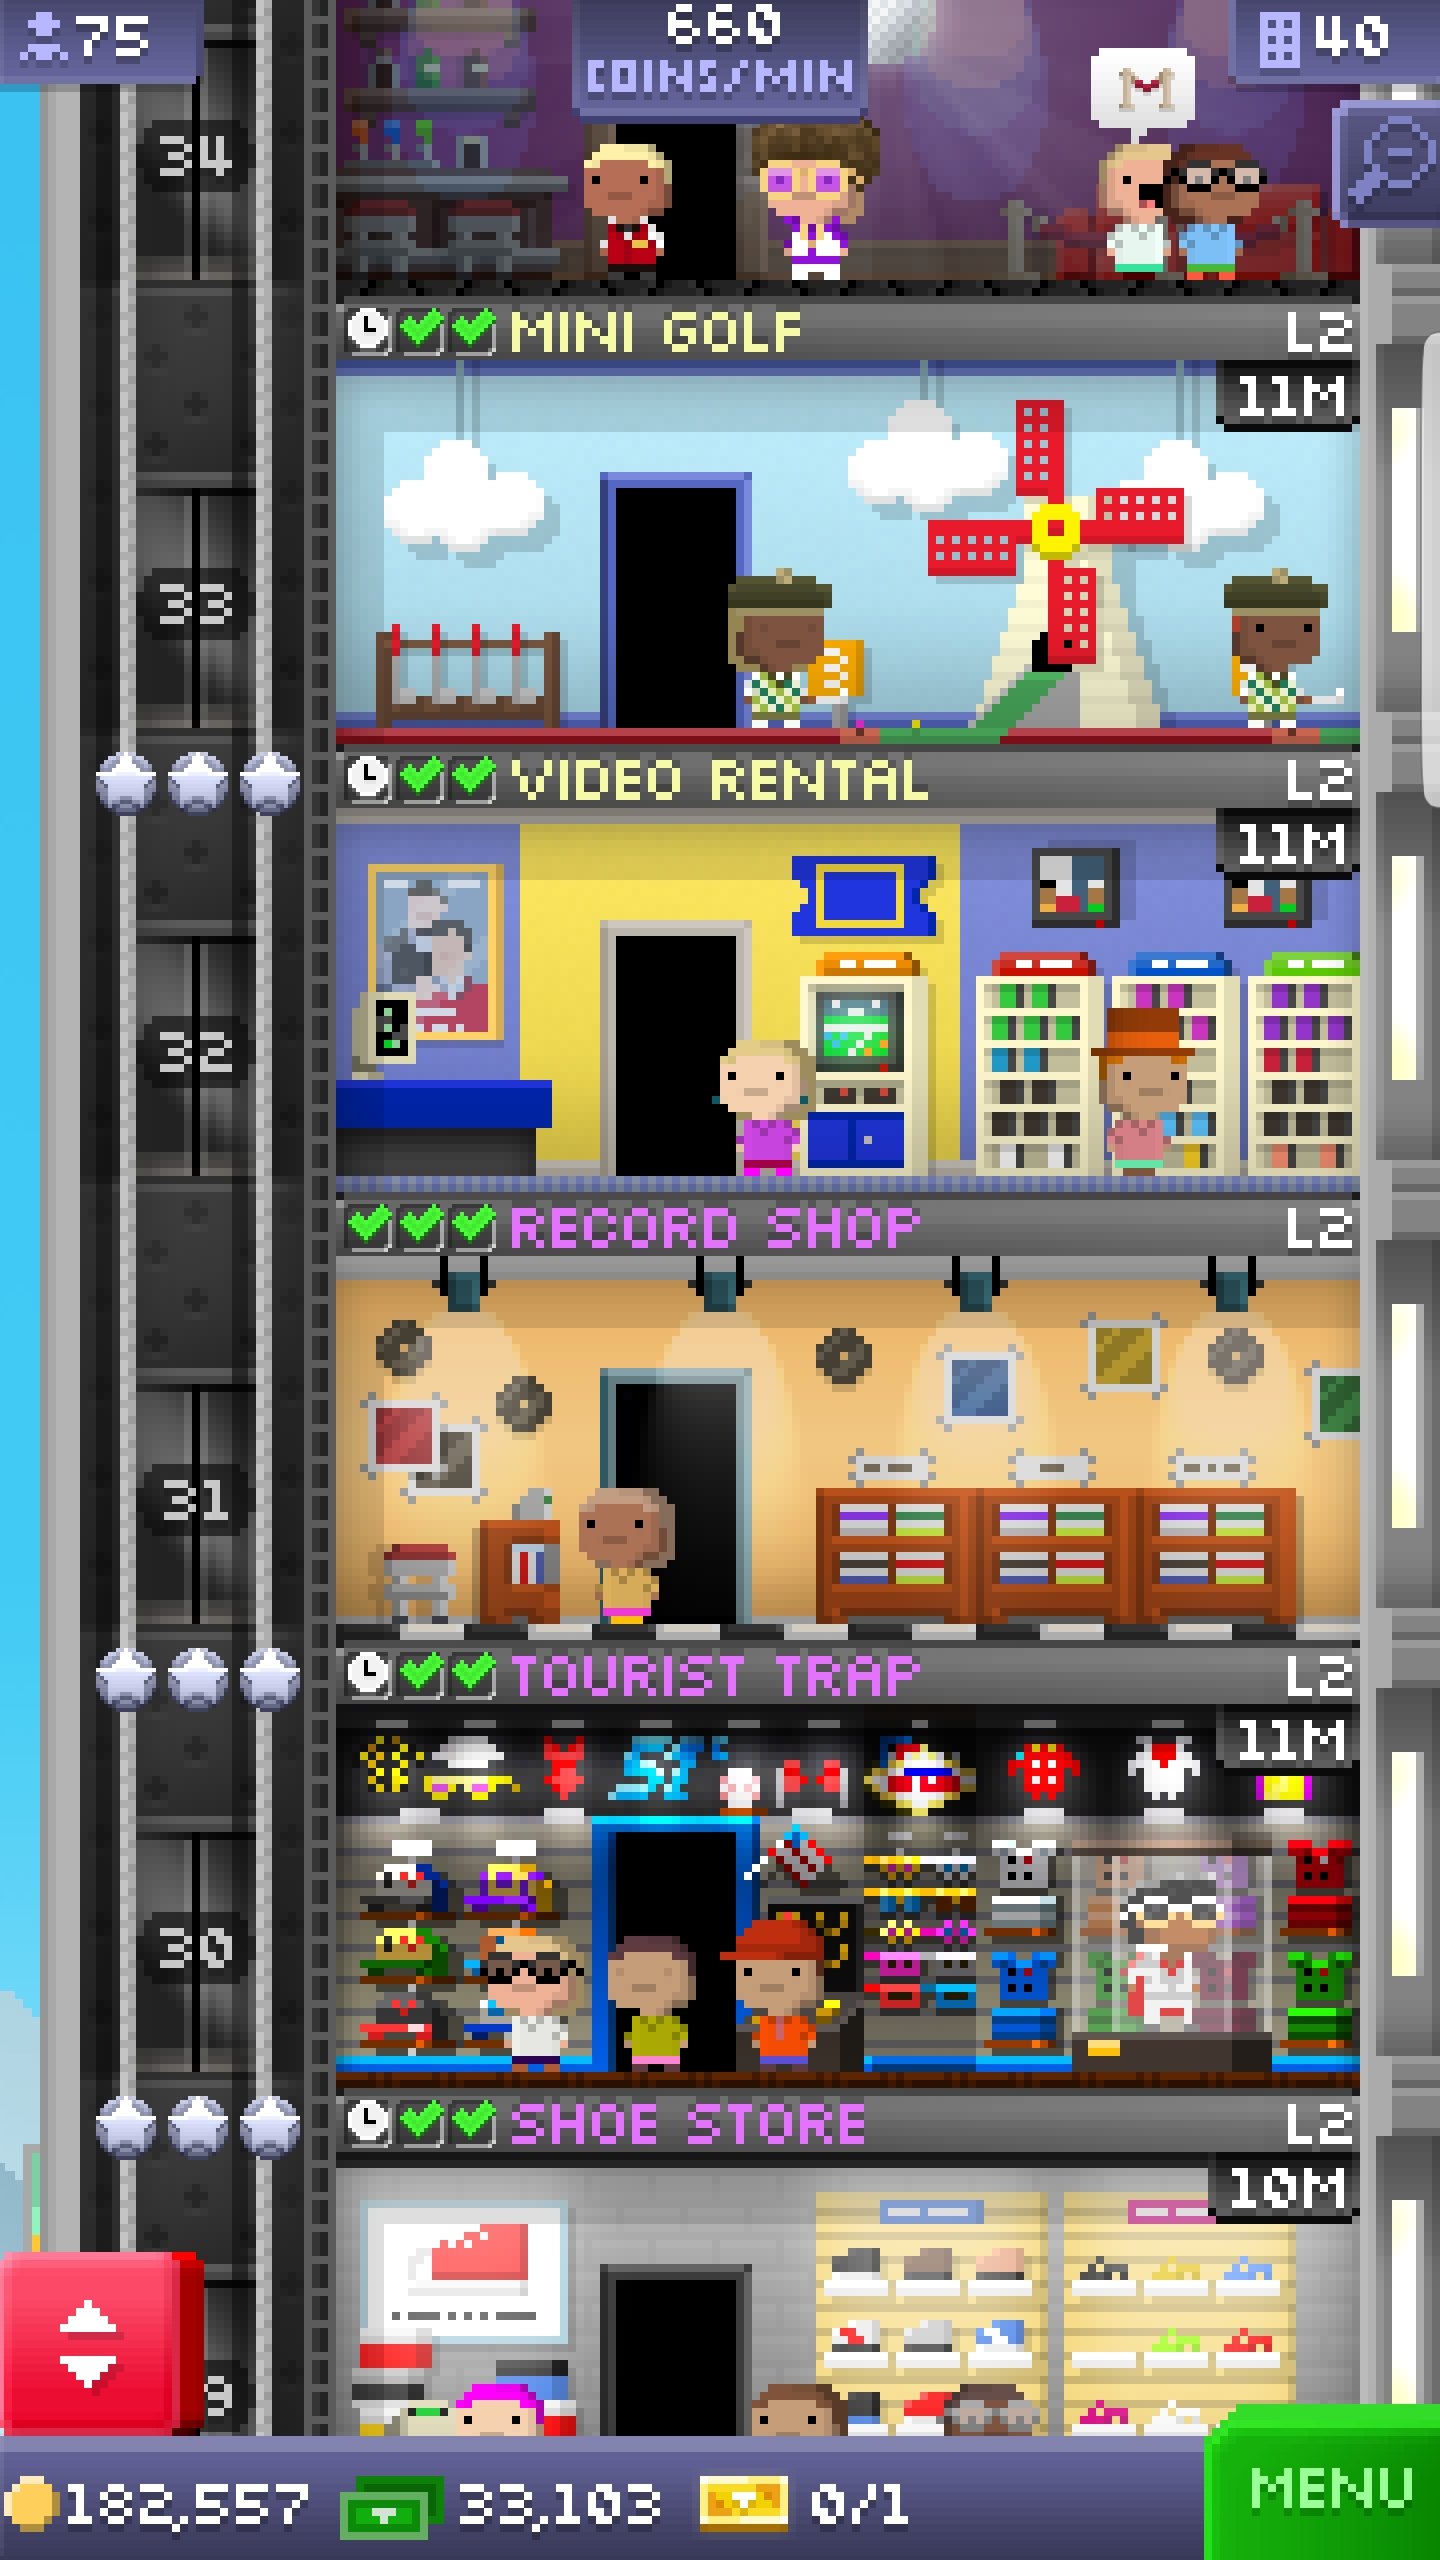 75
660
COINS/MIN
40
34
M
MINI GOLF L2
11M
33
VIDEO RENTAL L2
11M
32
RECORD SHOP L2
31
TOURIST TRAP L2
11M
30
SHOE STORE L2
10M
9
182,557 33,103 0/1
MENU